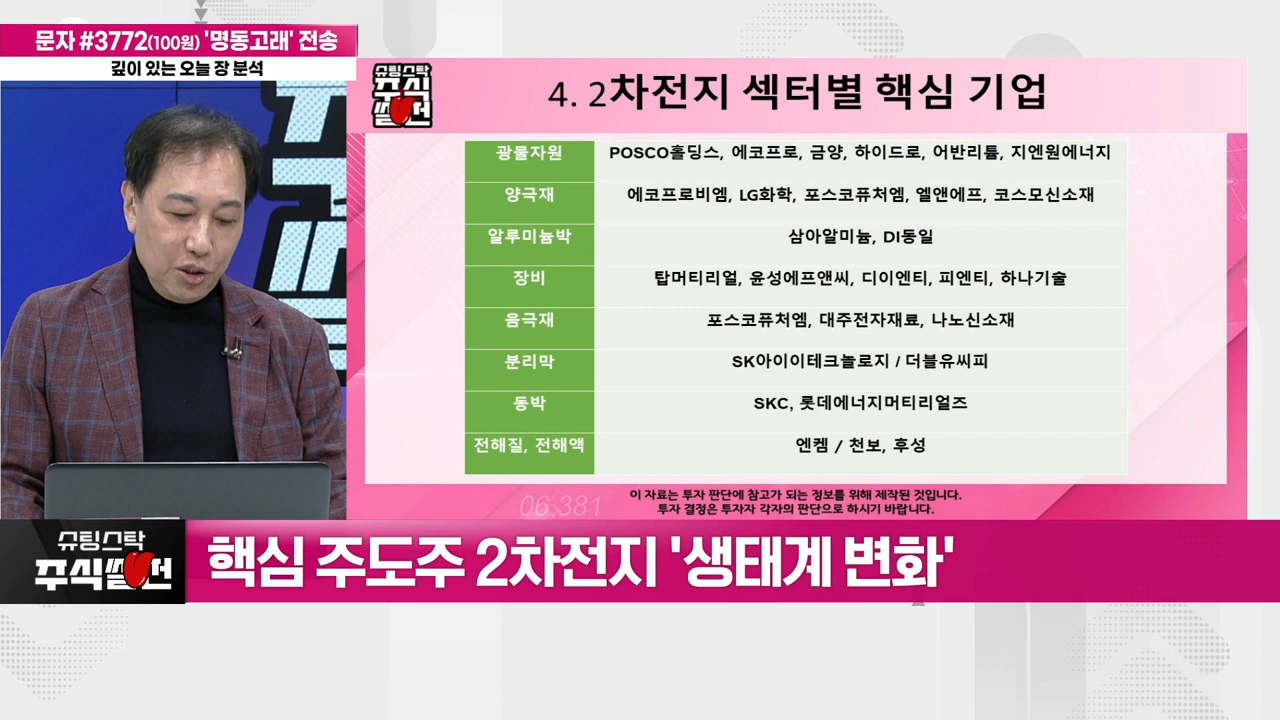 문자 #3772(100원) '명동고래' 전송
깊이 있는 오늘 장 분석
슈팅스탁
주식썰전
4. 2차전지 섹터별 핵심 기업
광물자원 POSCO홀딩스, 에코프로, 금양, 하이드로, 어반리튬, 지엔원에너지
양극재 에코프로비엠, LG화학, 포스코퓨처엠, 엘앤에프, 코스모신소재
알루미늄박 삼아알미늄, DI동일
장비 탑머티리얼, 윤성에프앤씨, 디이엔티, 피엔티, 하나기술
음극재 포스코퓨처엠, 대주전자재료, 나노신소재
분리막 SK아이이테크놀로지 / 더블유씨피
동박 SKC, 롯데에너지머티리얼즈
전해질, 전해액 엔켐 / 천보, 후성
06,381
이 자료는 투자 판단에 참고가 되는 정보를 위해 제작된 것입니다.
투자 결정은 투자자 각자의 판단으로 하시기 바랍니다.
슈팅스탁
주식썰전
핵심 주도주 2차전지 '생태계 변화'